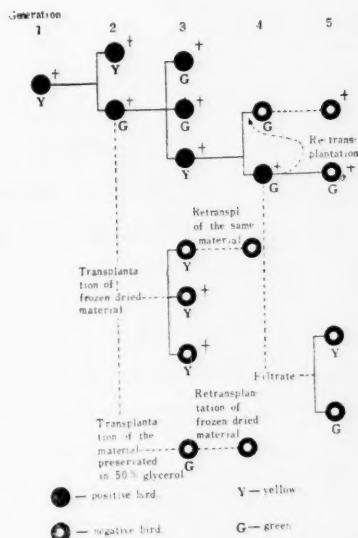 Generation
1 2 3 4 5
+ + +
Y Y G
+ + + +
G G G
+ +
Y G G
Re-trans-
plantation
Retranspl
of the same
material
Y
Transplanta
ation of
frozen dried
material
+
Y
+
Y
Filtrate
Y
G
Transplanta
ation of the
material
preservated
in 50% glycerol
Retransplan-
tation of
frozen dried
material
G
— positive bird. Y — yellow
— negative bird. G — green